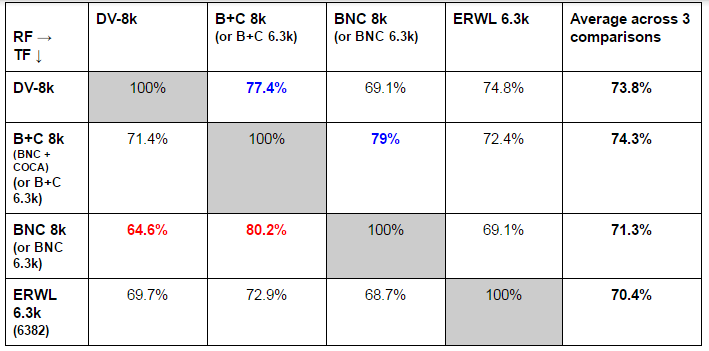 RF → TF ↓
DV-8k
B+C 8k (or B+C 6.3k)
BNC 8k (or BNC 6.3k)
ERWL 6.3k
Average across 3 comparisons
DV-8k
100%
77.4%
69.1%
74.8%
73.8%
B+C 8k (BNC + COCA) (or B+C 6.3k)
71.4%
100%
79%
72.4%
74.3%
BNC 8k (or BNC 6.3k)
64.6%
80.2%
100%
69.1%
71.3%
ERWL 6.3k (6382)
69.7%
72.9%
68.7%
100%
70.4%